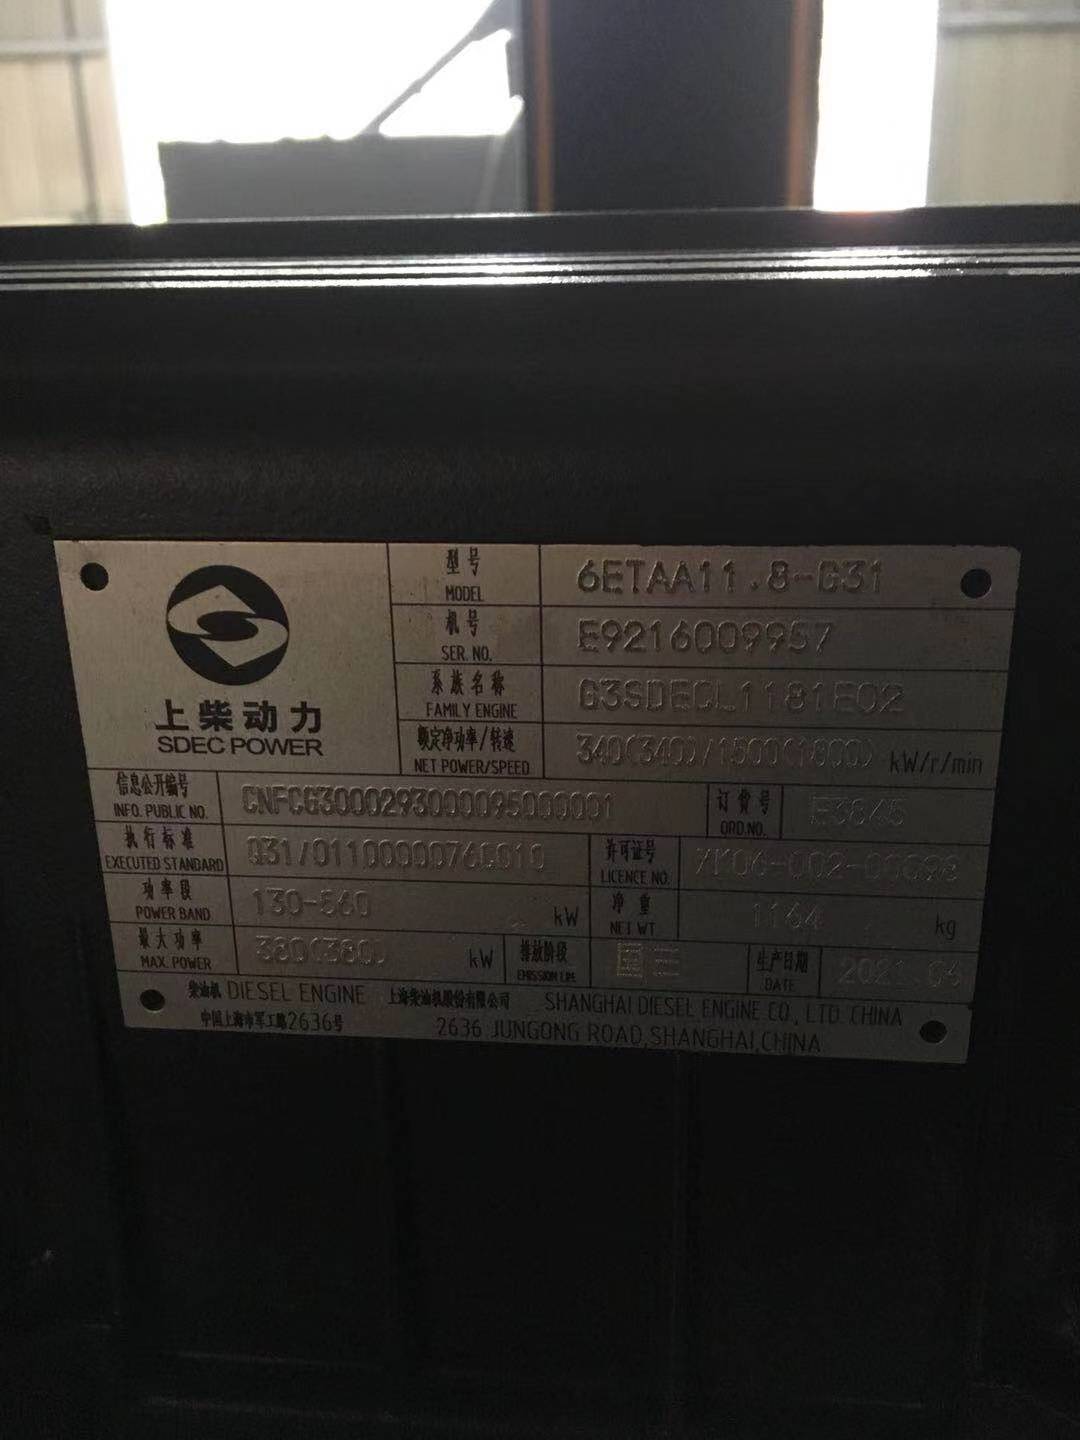 上柴动力
SDEC POWER
型号 MODEL 6ETAA11.8-G31
机号 SER. NO. E9216009957
系族名称 FAMILY ENGINE G3SDECL1181E02
额定净功率/转速 NET POWER/SPEED 340(340)/1500(1800) kW/r/min
信息公开编号 INFO. PUBLIC NO. CNFCG3000293000095000001
订货号 ORD.NO. E3845
执行标准 EXECUTED STANDARD
许可证号 LICENCE NO.
功率段 POWER BAND 130-560 kW
净重 NET WT. 1164 kg
最大功率 MAX. POWER 380(380) kW
排放阶段 EMISSION LIFE 国三
生产日期 DATE
柴油机 DIESEL ENGINE 上海柴油机股份有限公司 SHANGHAI DIESEL ENGINE CO., LTD. CHINA
中国上海市军工路2636号 2636 JUNGONG ROAD,SHANGHAI,CHINA